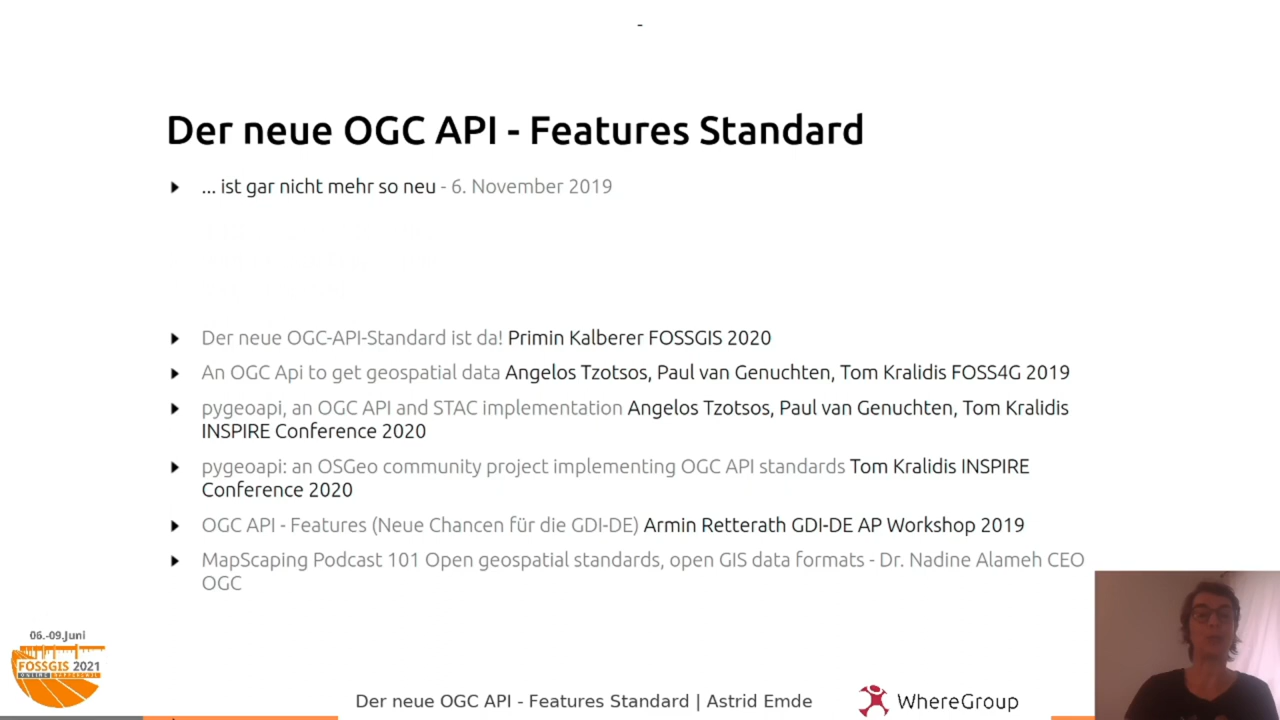 -
Der neue OGC API - Features Standard
... ist gar nicht mehr so neu - 6. November 2019
Der neue OGC-API-Standard ist da! Primin Kalberer FOSSGIS 2020
An OGC Api to get geospatial data Angelos Tzotsos, Paul van Genuchten, Tom Kralidis FOSS4G 2019
pygeoapi, an OGC API and STAC implementation Angelos Tzotsos, Paul van Genuchten, Tom Kralidis
INSPIRE Conference 2020
pygeoapi: an OSGeo community project implementing OGC API standards Tom Kralidis INSPIRE
Conference 2020
OGC API - Features (Neue Chancen für die GDI-DE) Armin Retterath GDI-DE AP Workshop 2019
MapScaping Podcast 101 Open geospatial standards, open GIS data formats - Dr. Nadine Alameh CEO
OGC
06.-09.Juni
FOSSGIS 2021
ONLINE
Der neue OGC API - Features Standard | Astrid Emde
WhereGroup